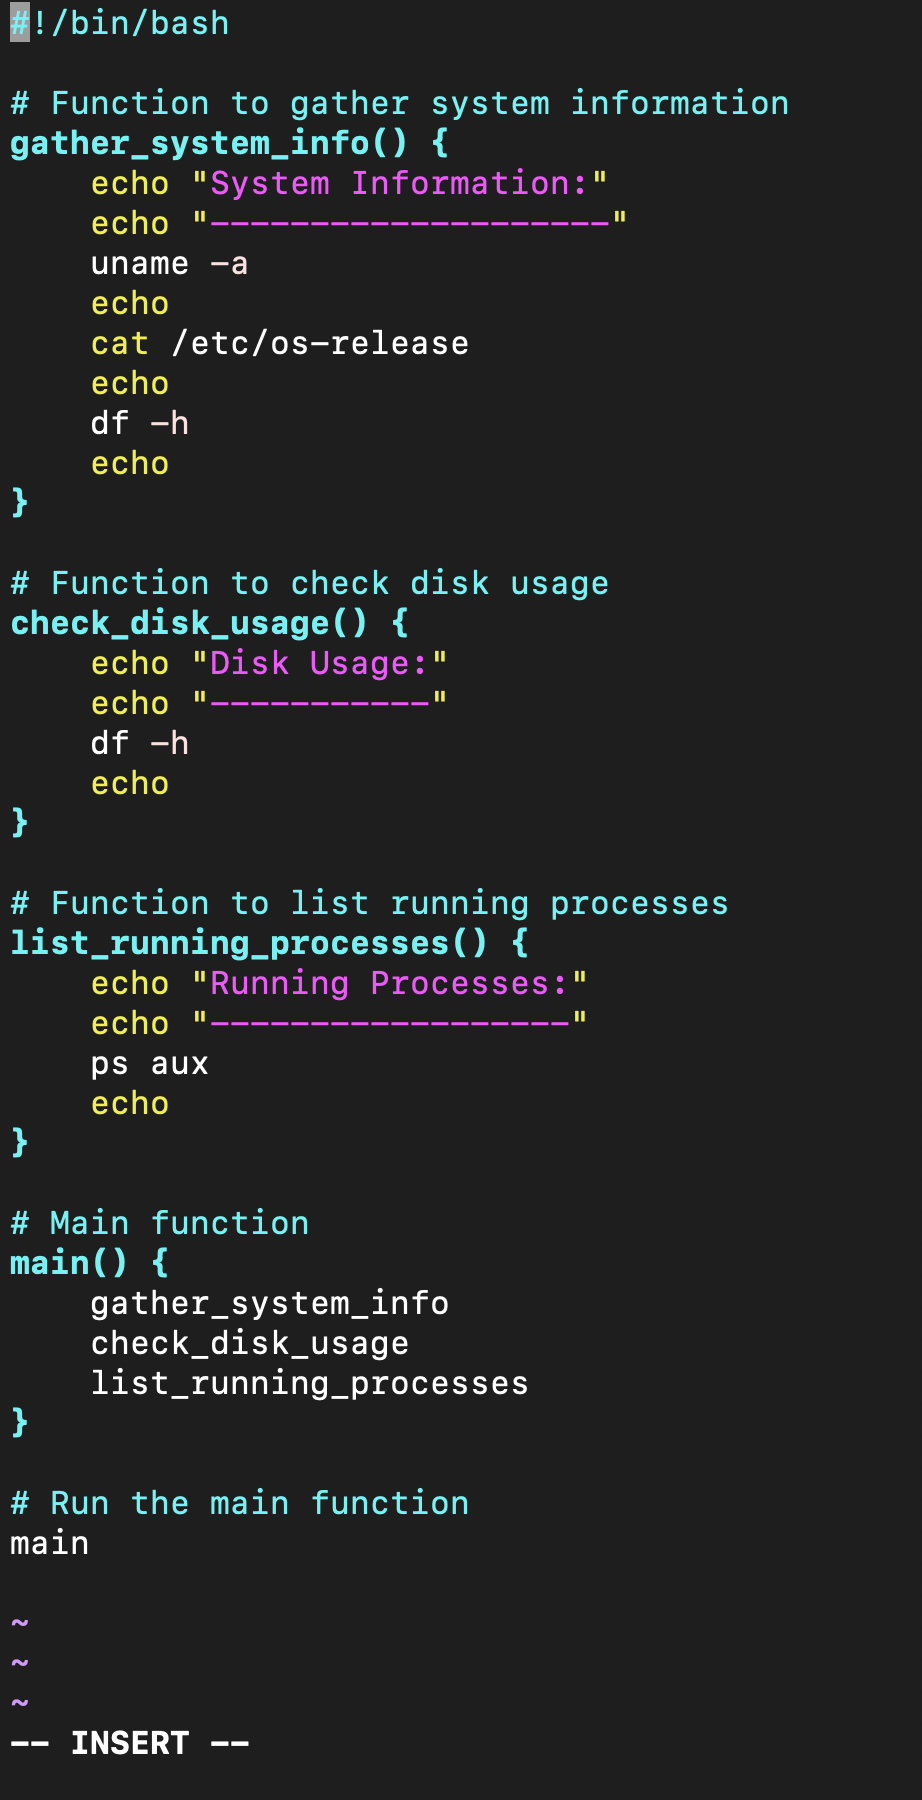 #!/bin/bash

# Function to gather system information
gather_system_info() {
    echo "System Information:"
    echo "--------------------"
    uname -a
    echo
    cat /etc/os-release
    echo
    df -h
    echo
}

# Function to check disk usage
check_disk_usage() {
    echo "Disk Usage:"
    echo "-----------"
    df -h
    echo
}

# Function to list running processes
list_running_processes() {
    echo "Running Processes:"
    echo "------------------"
    ps aux
    echo
}

# Main function
main() {
    gather_system_info
    check_disk_usage
    list_running_processes
}

# Run the main function
main

~
~
~
-- INSERT --